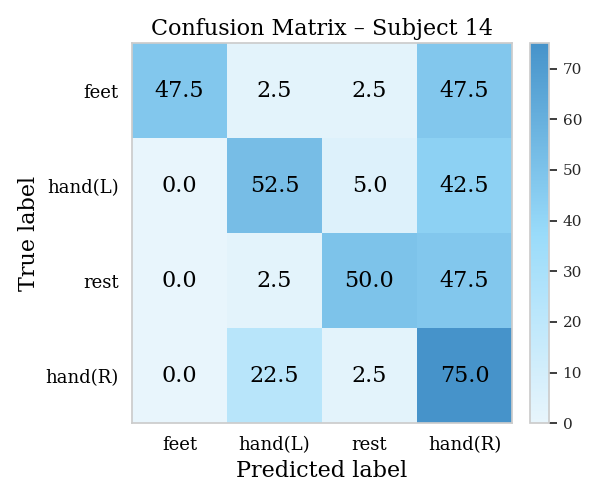 Confusion Matrix – Subject 14
feet 47.5 2.5 2.5 47.5
hand(L) 0.0 52.5 5.0 42.5
rest 0.0 2.5 50.0 47.5
hand(R) 0.0 22.5 2.5 75.0
feet hand(L) rest hand(R)
Predicted label
True label
70
60
50
40
30
20
10
0